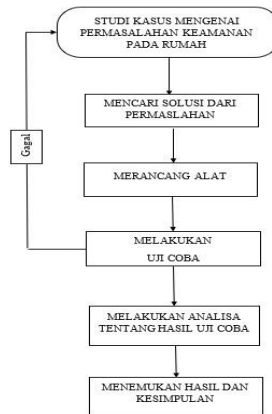 STUDI KASUS MENGENAI
PERMASALAHAN KEAMANAN
PADA RUMAH
MENCARI SOLUSI DARI
PERMASLAHAN
Gagal
MERANCANG ALAT
MELAKUKAN
UJI COBA
MELAKUKAN ANALISA
TENTANG HASIL UJI COBA
MENEMUKAN HASIL DAN
KESIMPULAN